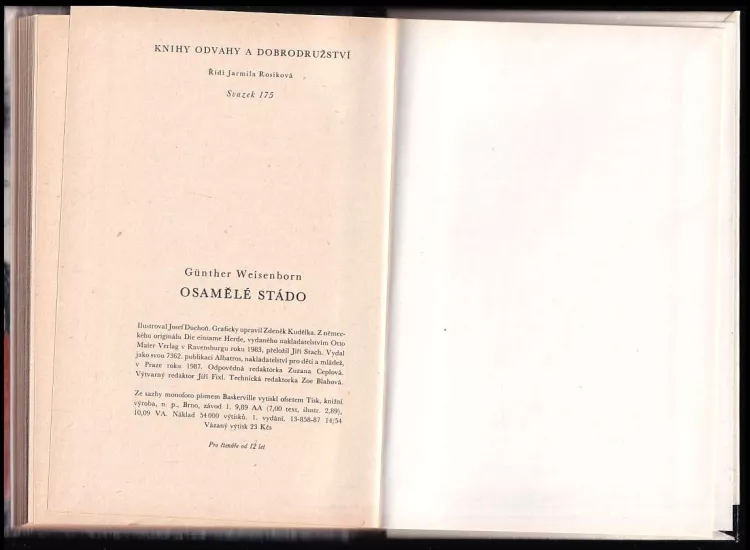 KNIHY ODVAHY A DOBRODRUŽSTVÍ
Řídí Jarmila Rosíková
Svazek 175
Günther Weisenborn
OSAMĚLÉ STÁDO
Ilustroval Josef Duchoň. Graficky upravil Zdeněk Kudělka. Z němec-
kého originálu Die einsame Herde, vydaného nakladatelstvím Otto
Maier Verlag v Ravensburgu roku 1983, přeložil Jiří Stach. Vydal
jako svou 7362. publikaci Albatros, nakladatelství pro děti a mládež,
v Praze roku 1987. Odpovědná redaktorka Zuzana Ceplová.
Výtvarný redaktor Jiří Fixl. Technická redaktorka Zoe Blahová.
Ze sazby monofoto písmem Baskerville vytiskl ofsetem Tisk, knižní
výroba, n. p., Brno, závod 1. 9,89 AA (7,00 text, ilustr. 2,89),
10,09 VA. Náklad 54 000 výtisků. 1. vydání. 13-858-87 14/54
Vázaný výtisk 23 Kčs
Pro čtenáře od 12 let